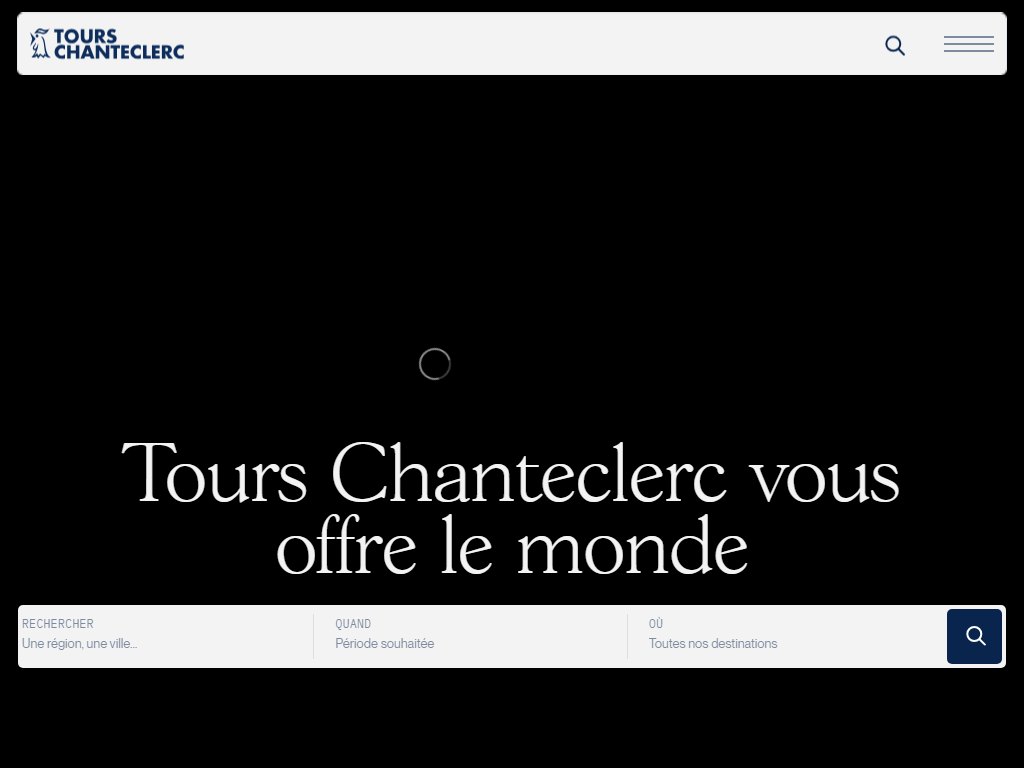 TOURS
CHANTECLERC
Tours Chanteclerc vous
offre le monde
RECHERCHER
Une région, une ville...
QUAND
Période souhaitée
OÙ
Toutes nos destinations